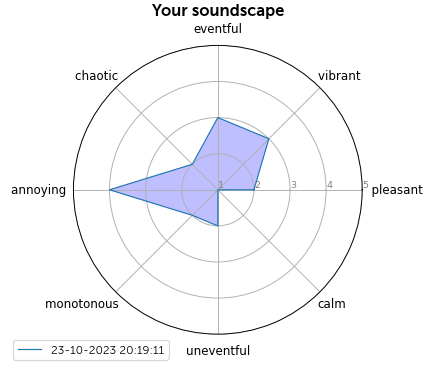 Your soundscape
eventful
chaotic
vibrant
annoying
1 2 3 4 5
pleasant
monotonous
calm
23-10-2023 20:19:11
uneventful